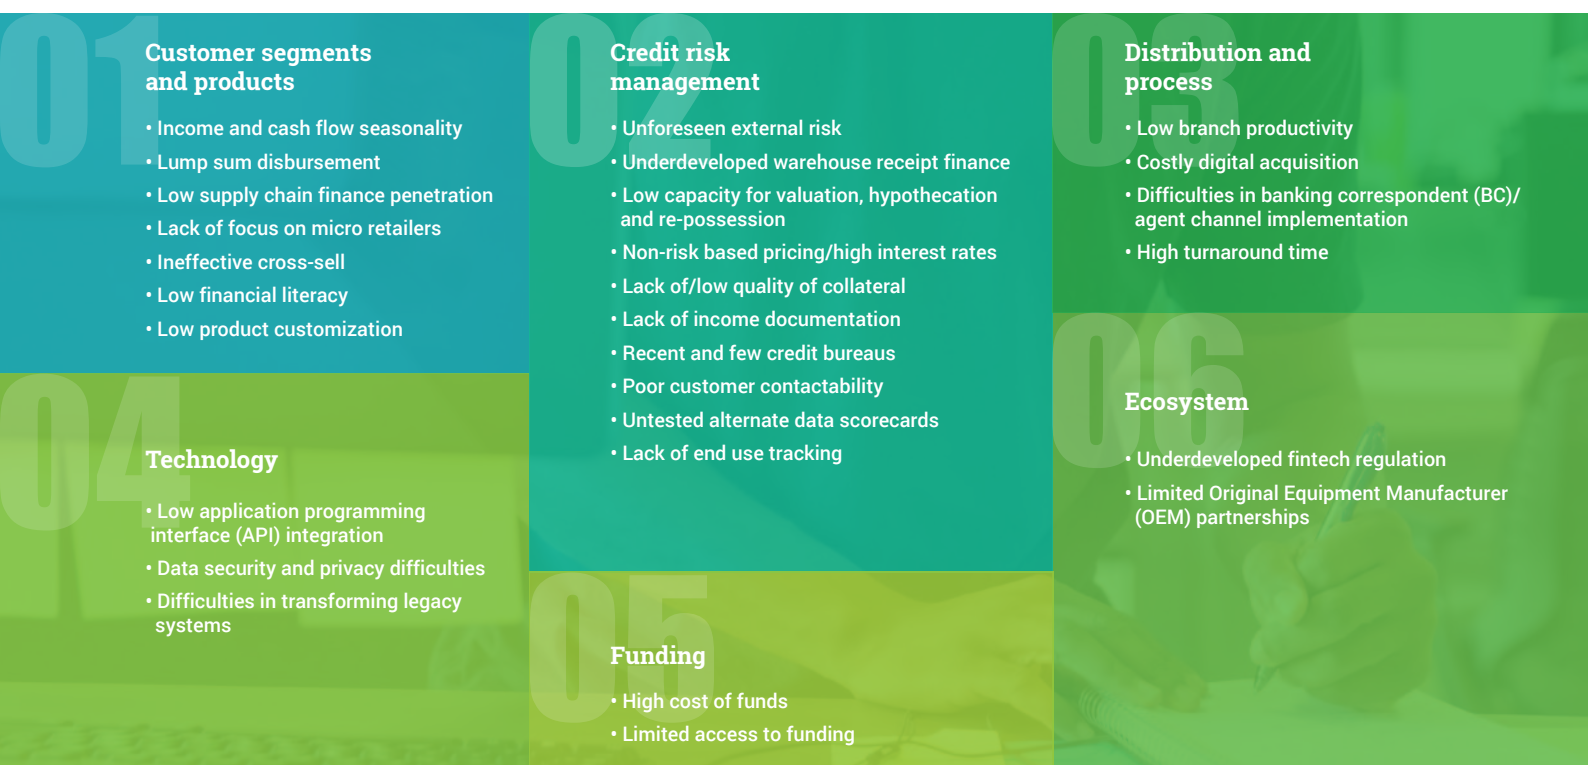 01
Customer segments
and products
• Income and cash flow seasonality
• Lump sum disbursement
• Low supply chain finance penetration
• Lack of focus on micro retailers
• Ineffective cross-sell
• Low financial literacy
• Low product customization
02
Credit risk
management
• Unforeseen external risk
• Underdeveloped warehouse receipt finance
• Low capacity for valuation, hypothecation
and re-possession
• Non-risk based pricing/high interest rates
• Lack of/low quality of collateral
• Lack of income documentation
• Recent and few credit bureaus
• Poor customer contactability
• Untested alternate data scorecards
• Lack of end use tracking
03
Distribution and
process
• Low branch productivity
• Costly digital acquisition
• Difficulties in banking correspondent (BC)/
agent channel implementation
• High turnaround time
04
Technology
• Low application programming
interface (API) integration
• Data security and privacy difficulties
• Difficulties in transforming legacy
systems
05
Funding
• High cost of funds
• Limited access to funding
06
Ecosystem
• Underdeveloped fintech regulation
• Limited Original Equipment Manufacturer
(OEM) partnerships